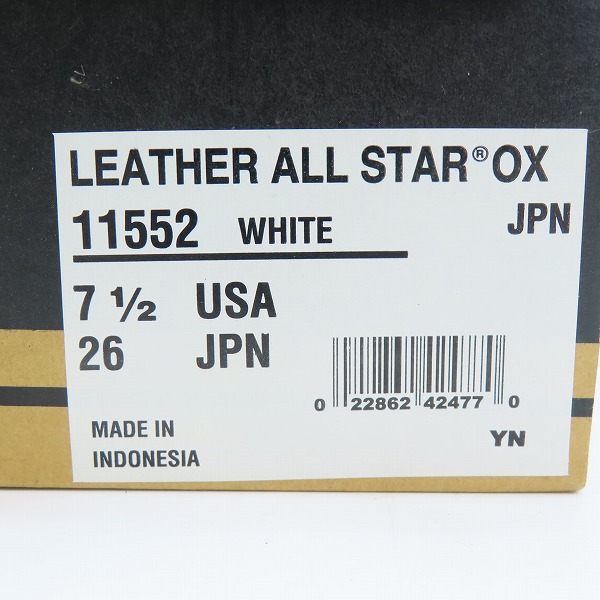 LEATHER ALL STAR® OX
11552 WHITE JPN
7 ½ USA
26 JPN
0 22862 42477 0
MADE IN
INDONESIA
YN